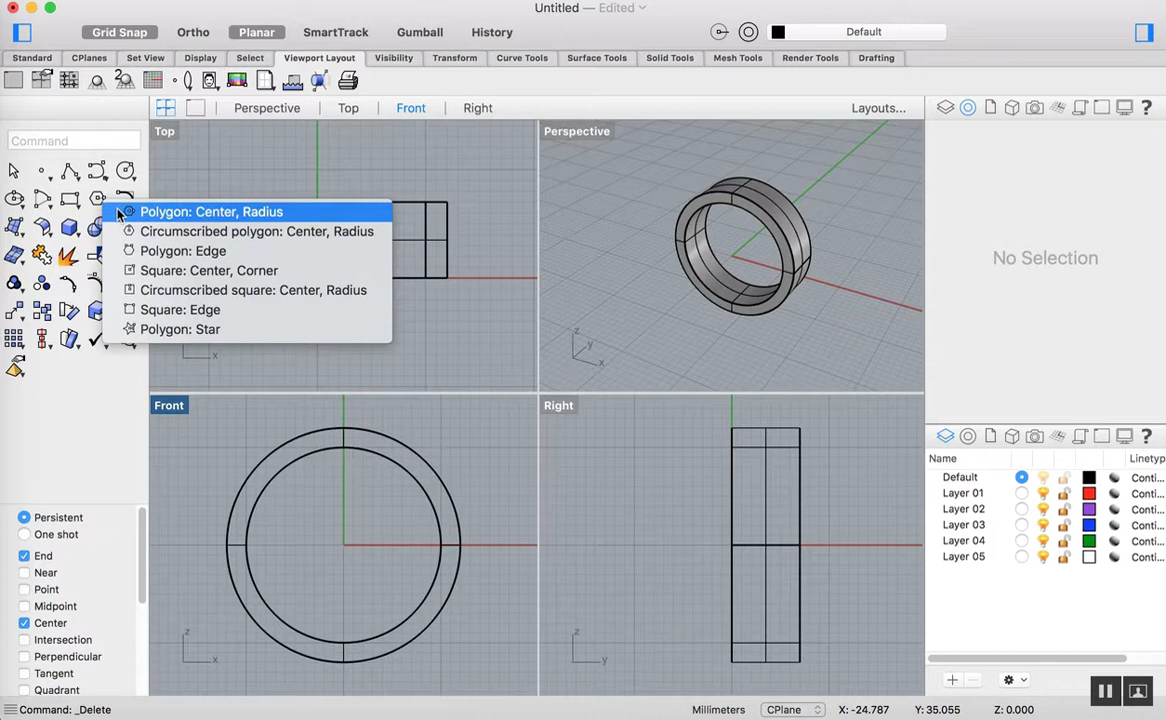 Untitled — Edited
Grid Snap Ortho Planar SmartTrack Gumball History Default
Standard CPlanes Set View Display Select Viewport Layout Visibility Transform Curve Tools Surface Tools Solid Tools Mesh Tools Render Tools Drafting
Perspective Top Front Right Layouts...
Command
Top
Perspective
Polygon: Center, Radius
Circumscribed polygon: Center, Radius
Polygon: Edge
Square: Center, Corner
Circumscribed square: Center, Radius
Square: Edge
Polygon: Star
No Selection
z y x
x
Front
Right
Name Linetyp
Default Conti...
Layer 01 Conti...
Layer 02 Conti...
Layer 03 Conti...
Layer 04 Conti...
Layer 05 Conti...
Persistent
One shot
End
Near
Point
Midpoint
Center
Intersection
Perpendicular
Tangent
Quadrant
z x
z y
Command: _Delete
Millimeters CPlane X: -24.787 Y: 35.055 Z: 0.000